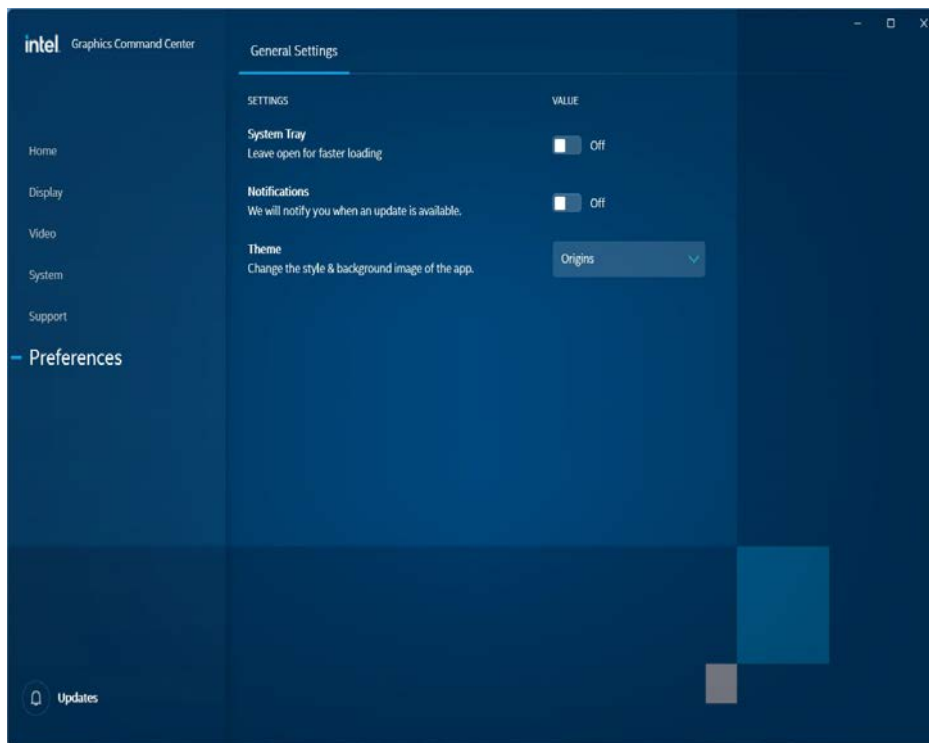 intel. Graphics Command Center
General Settings
SETTINGS VALUE
System Tray
Leave open for faster loading
Off
Notifications
We will notify you when an update is available.
Off
Theme
Change the style & background image of the app.
Origins
Home
Display
Video
System
Support
Preferences
Updates